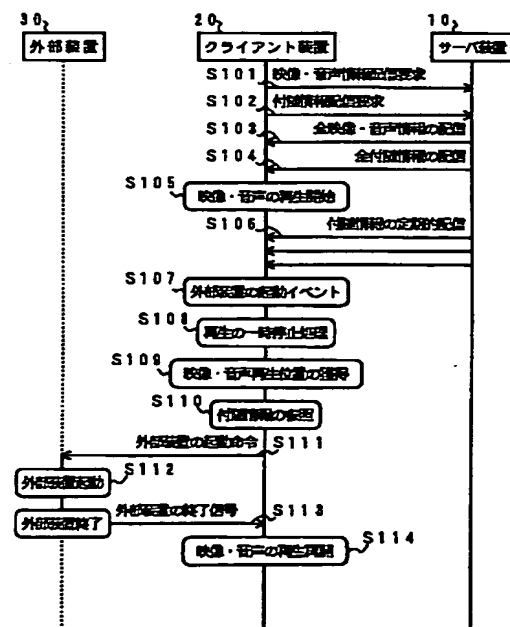 30 20 10
外部装置 クライアント装置 サーバ装置
S101 映像・音声情報配信要求
S102 付随情報配信要求
S103 全映像・音声情報の配信
S104 全付随情報の配信
S105
映像・音声の再生開始
S106 付随情報の定期的配信
S107
外部装置の起動イベント
S108
再生の一時停止処理
S109
映像・音声再生位置の獲得
S110
付随情報の参照
外部装置の起動命令 S111
外部装置起動 S112
外部装置終了 外部装置の終了信号 S113
映像・音声の再生再開 S114